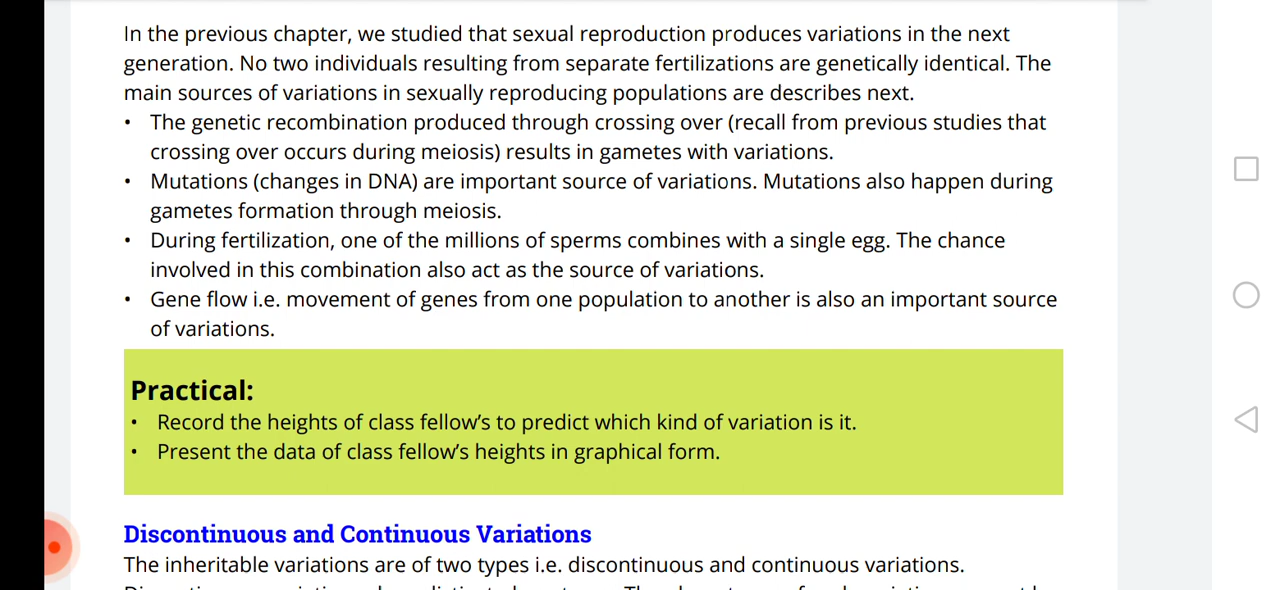 In the previous chapter, we studied that sexual reproduction produces variations in the next
generation. No two individuals resulting from separate fertilizations are genetically identical. The
main sources of variations in sexually reproducing populations are describes next.
• The genetic recombination produced through crossing over (recall from previous studies that
crossing over occurs during meiosis) results in gametes with variations.
• Mutations (changes in DNA) are important source of variations. Mutations also happen during
gametes formation through meiosis.
• During fertilization, one of the millions of sperms combines with a single egg. The chance
involved in this combination also act as the source of variations.
• Gene flow i.e. movement of genes from one population to another is also an important source
of variations.
Practical:
• Record the heights of class fellow's to predict which kind of variation is it.
• Present the data of class fellow's heights in graphical form.
Discontinuous and Continuous Variations
The inheritable variations are of two types i.e. discontinuous and continuous variations.